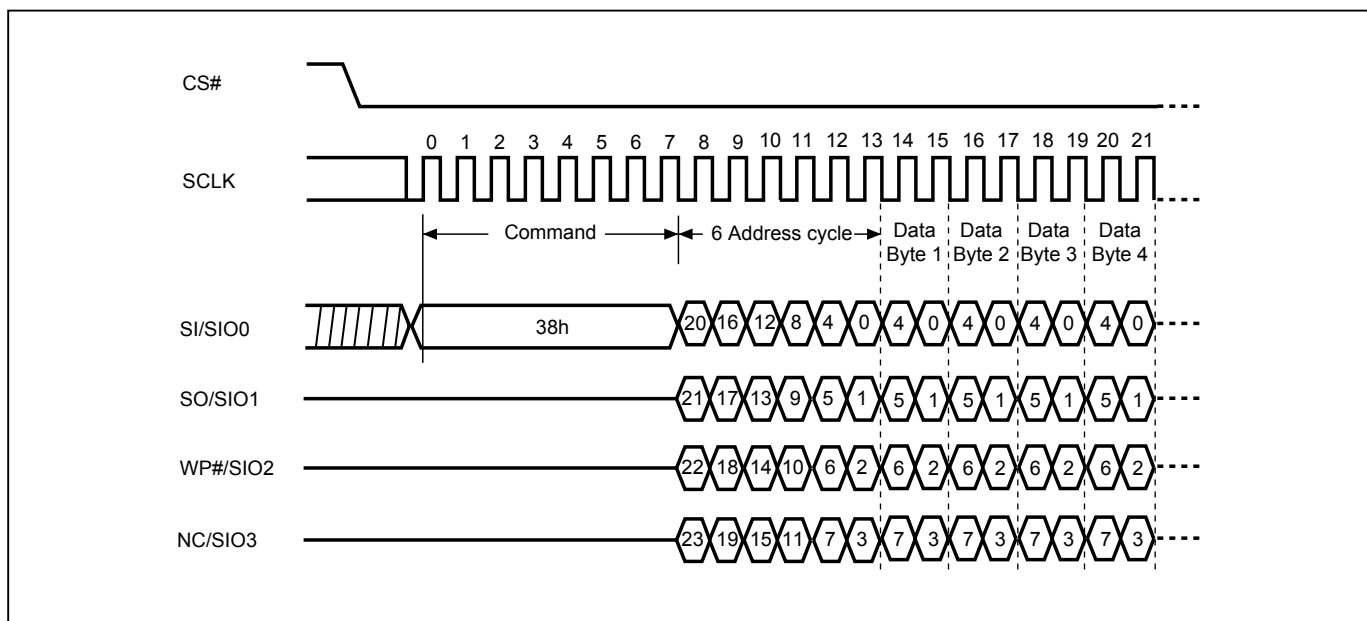 CS#
0 1 2 3 4 5 6 7 8 9 10 11 12 13 14 15 16 17 18 19 20 21
SCLK
Command 6 Address cycle Data Byte 1 Data Byte 2 Data Byte 3 Data Byte 4
SI/SIO0 38h 20 16 12 8 4 0 4 0 4 0 4 0 4 0
SO/SIO1 21 17 13 9 5 1 5 1 5 1 5 1 5 1
WP#/SIO2 22 18 14 10 6 2 6 2 6 2 6 2 6 2
NC/SIO3 23 19 15 11 7 3 7 3 7 3 7 3 7 3